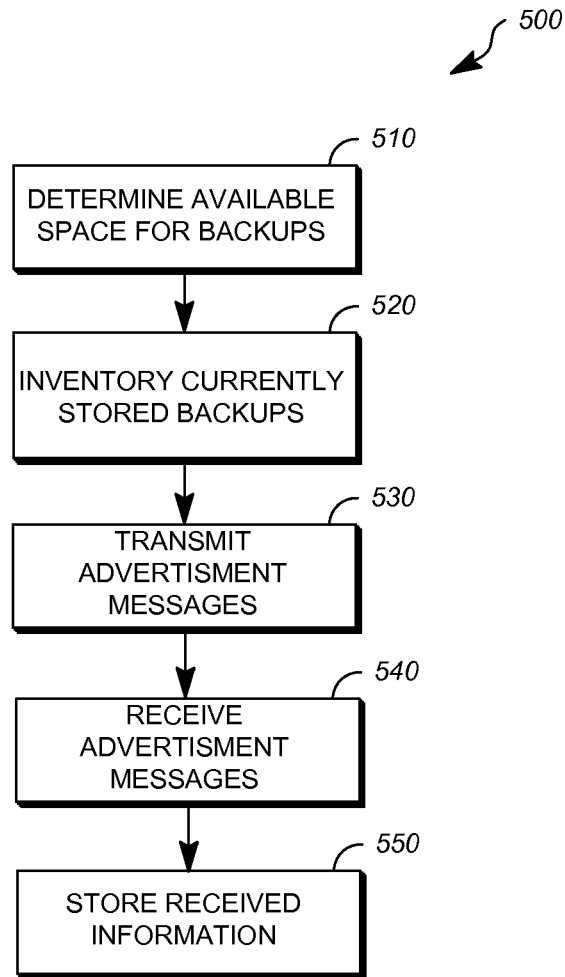 500
510
DETERMINE AVAILABLE
SPACE FOR BACKUPS
520
INVENTORY CURRENTLY
STORED BACKUPS
530
TRANSMIT
ADVERTISMENT
MESSAGES
540
RECEIVE
ADVERTISMENT
MESSAGES
550
STORE RECEIVED
INFORMATION